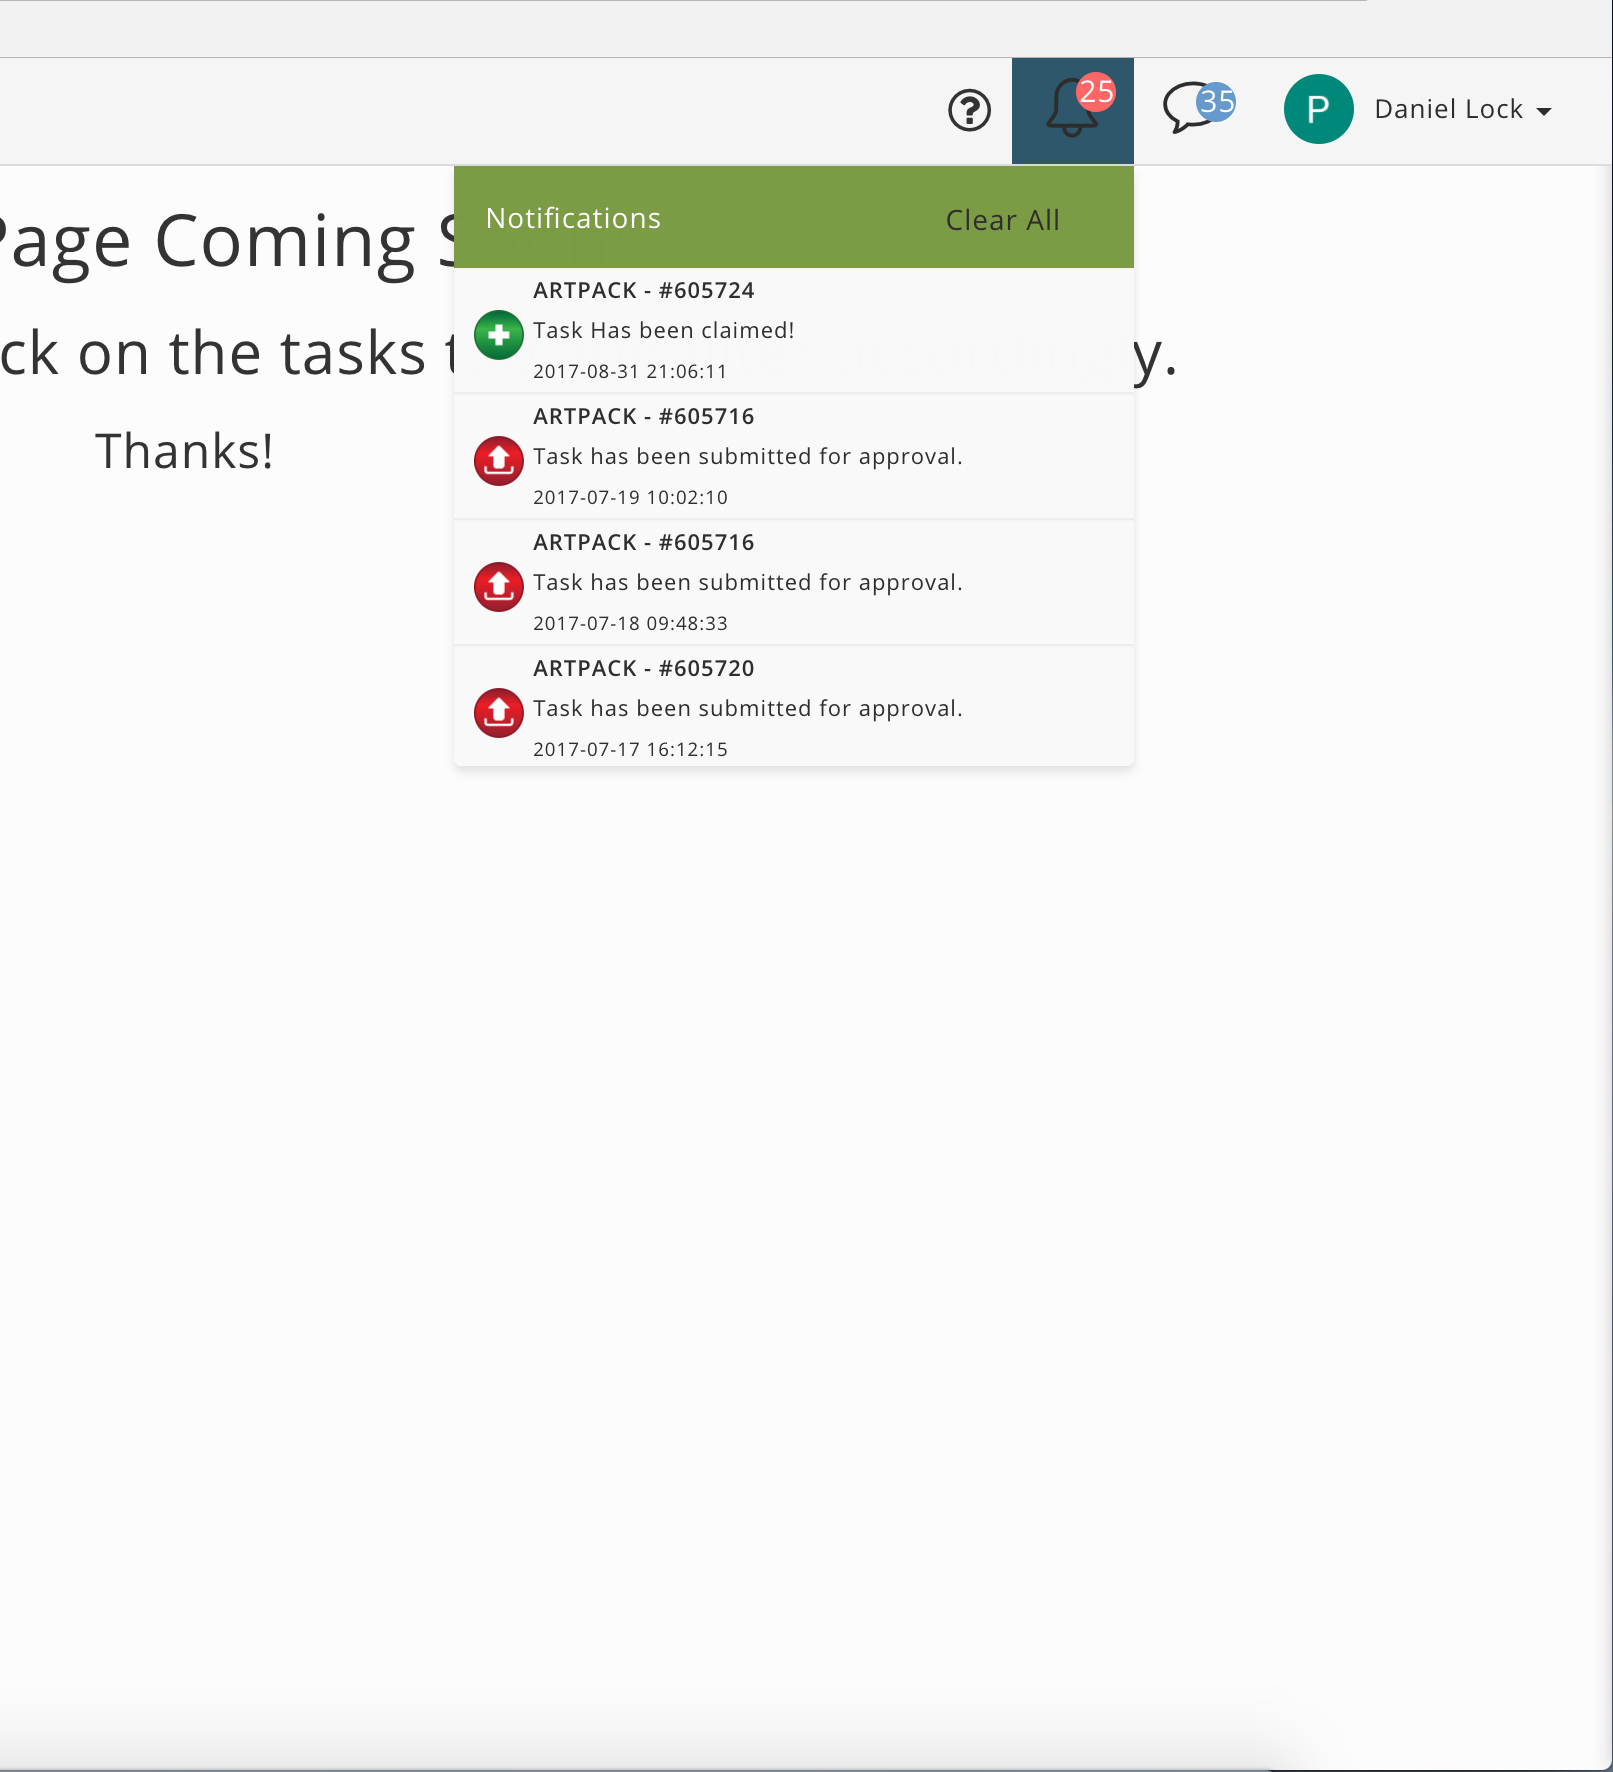 25
35
P
Daniel Lock
Notifications
Clear All
Page Coming
ck on the tasks
y.
Thanks!
ARTPACK - #605724
Task Has been claimed!
2017-08-31 21:06:11
ARTPACK - #605716
Task has been submitted for approval.
2017-07-19 10:02:10
ARTPACK - #605716
Task has been submitted for approval.
2017-07-18 09:48:33
ARTPACK - #605720
Task has been submitted for approval.
2017-07-17 16:12:15